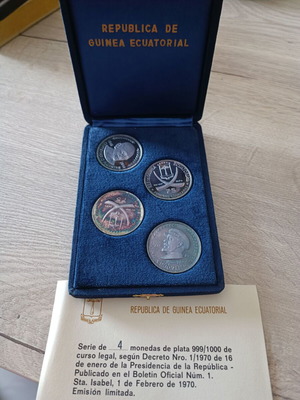 REPUBLICA DE
GUINEA ECUATORIAL
REPUBLICA DE GUINEA ECUATORIAL
Serie de 4 monedas de plata 999/1000 de
curso legal, según Decreto Nro. 1/1970 de 16
de enero de la Presidencia de la República -
Publicado en el Boletín Oficial Núm. 1.
Sta. Isabel, 1 de Febrero de 1970.
Emisión limitada.